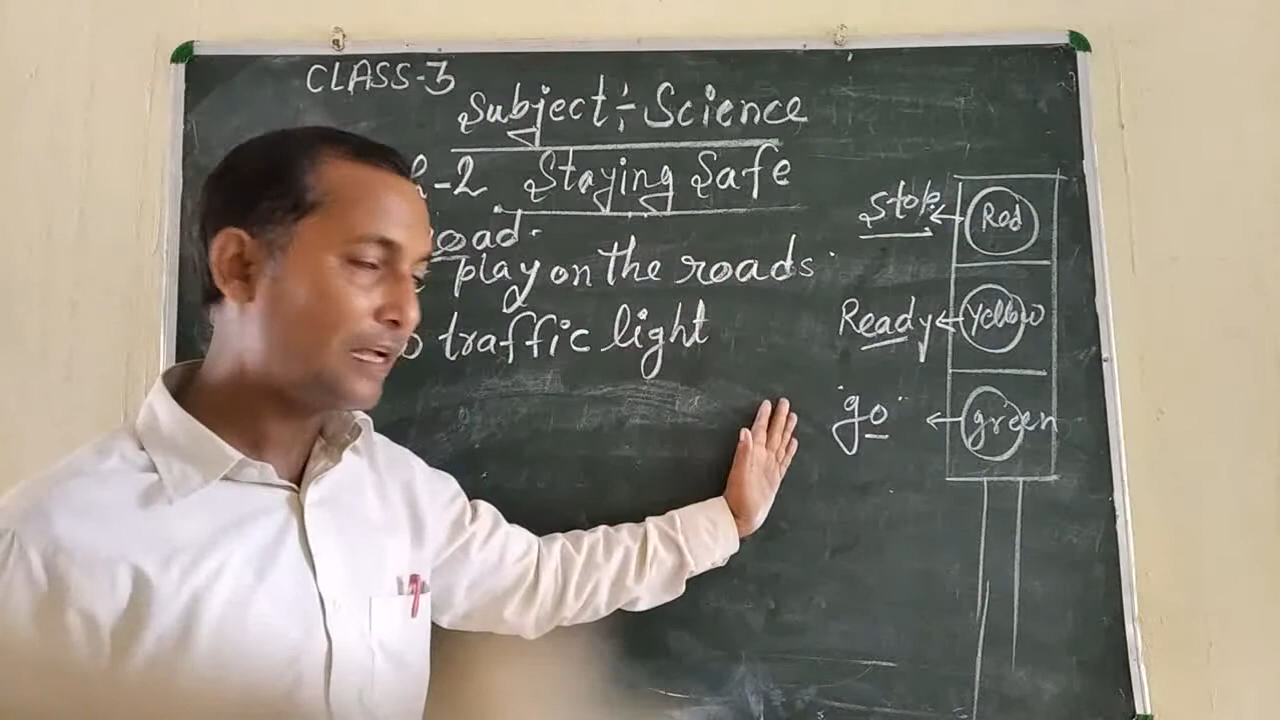 CLASS-3
Subject:- Science
-2 Staying Safe
oad.
play on the roads.
traffic light
Stop
Red
Ready
Yellow
go
green